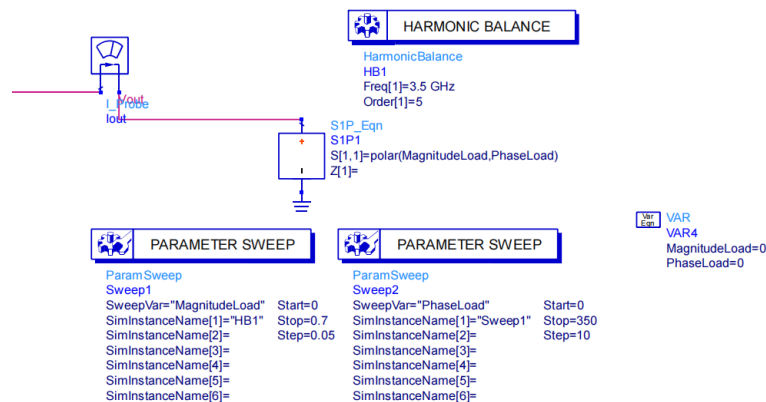 HARMONIC BALANCE
HarmonicBalance
HB1
Freq[1]=3.5 GHz
Order[1]=5
Vout
I_Probe
Iout
S1P_Eqn
S1P1
S[1,1]=polar(MagnitudeLoad,PhaseLoad)
Z[1]=
Var
Eqn
VAR
VAR4
MagnitudeLoad=0
PhaseLoad=0
PARAMETER SWEEP
ParamSweep
Sweep1
SweepVar="MagnitudeLoad" Start=0
SimInstanceName[1]="HB1" Stop=0.7
SimInstanceName[2]= Step=0.05
SimInstanceName[3]=
SimInstanceName[4]=
SimInstanceName[5]=
SimInstanceName[6]=
PARAMETER SWEEP
ParamSweep
Sweep2
SweepVar="PhaseLoad" Start=0
SimInstanceName[1]="Sweep1" Stop=350
SimInstanceName[2]= Step=10
SimInstanceName[3]=
SimInstanceName[4]=
SimInstanceName[5]=
SimInstanceName[6]=